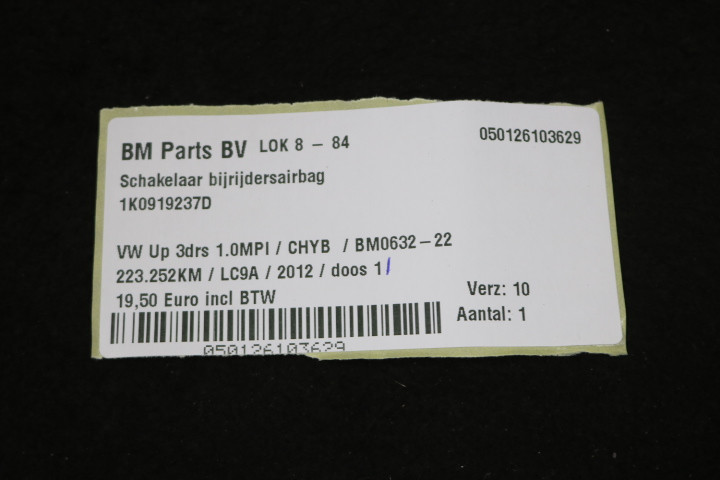 BM Parts BV LOK 8 - 84
050126103629
Schakelaar bijrijdersairbag
1K0919237D
VW Up 3drs 1.0MPI / CHYB / BM0632-22
223.252KM / LC9A / 2012 / doos 1/
19,50 Euro incl BTW
Verz: 10
Aantal: 1
050126103629